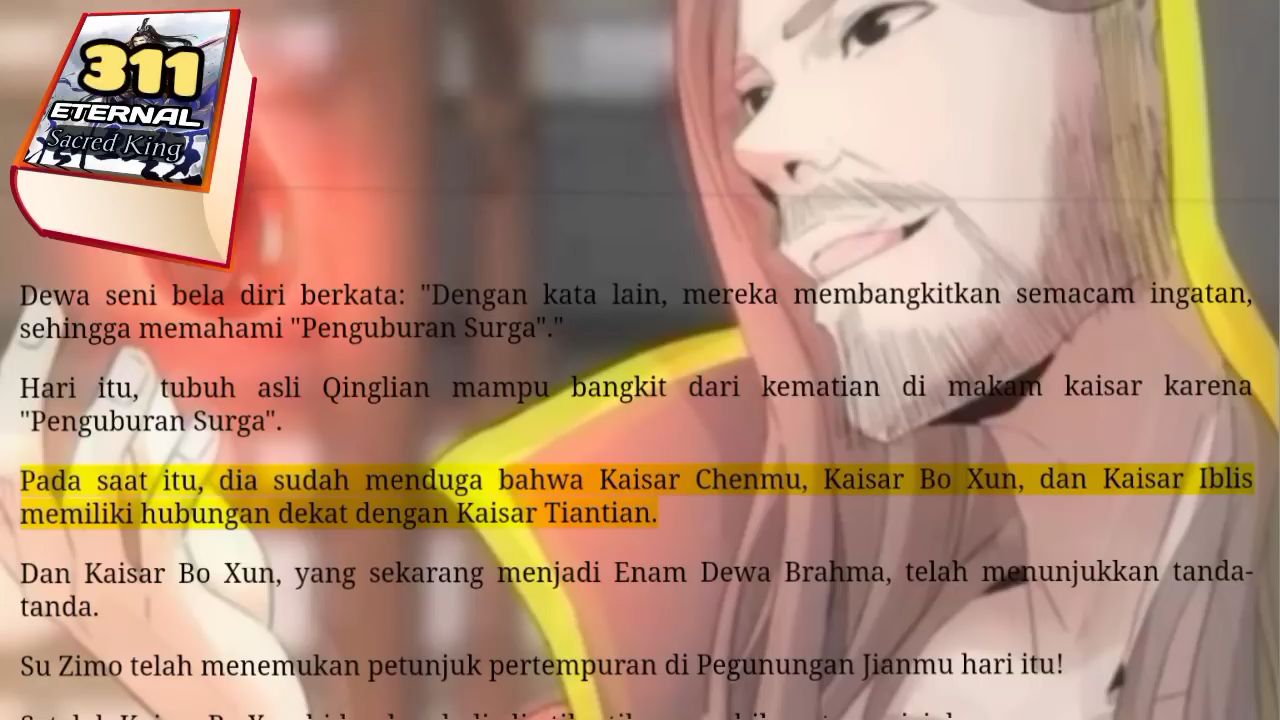 311
ETERNAL
Sacred King
Dewa seni bela diri berkata: "Dengan kata lain, mereka membangkitkan semacam ingatan,
sehingga memahami "Penguburan Surga"."
Hari itu, tubuh asli Qinglian mampu bangkit dari kematian di makam kaisar karena
"Penguburan Surga".
Pada saat itu, dia sudah menduga bahwa Kaisar Chenmu, Kaisar Bo Xun, dan Kaisar Iblis
memiliki hubungan dekat dengan Kaisar Tiantian.
Dan Kaisar Bo Xun, yang sekarang menjadi Enam Dewa Brahma, telah menunjukkan tanda-
tanda.
Su Zimo telah menemukan petunjuk pertempuran di Pegunungan Jianmu hari itu!